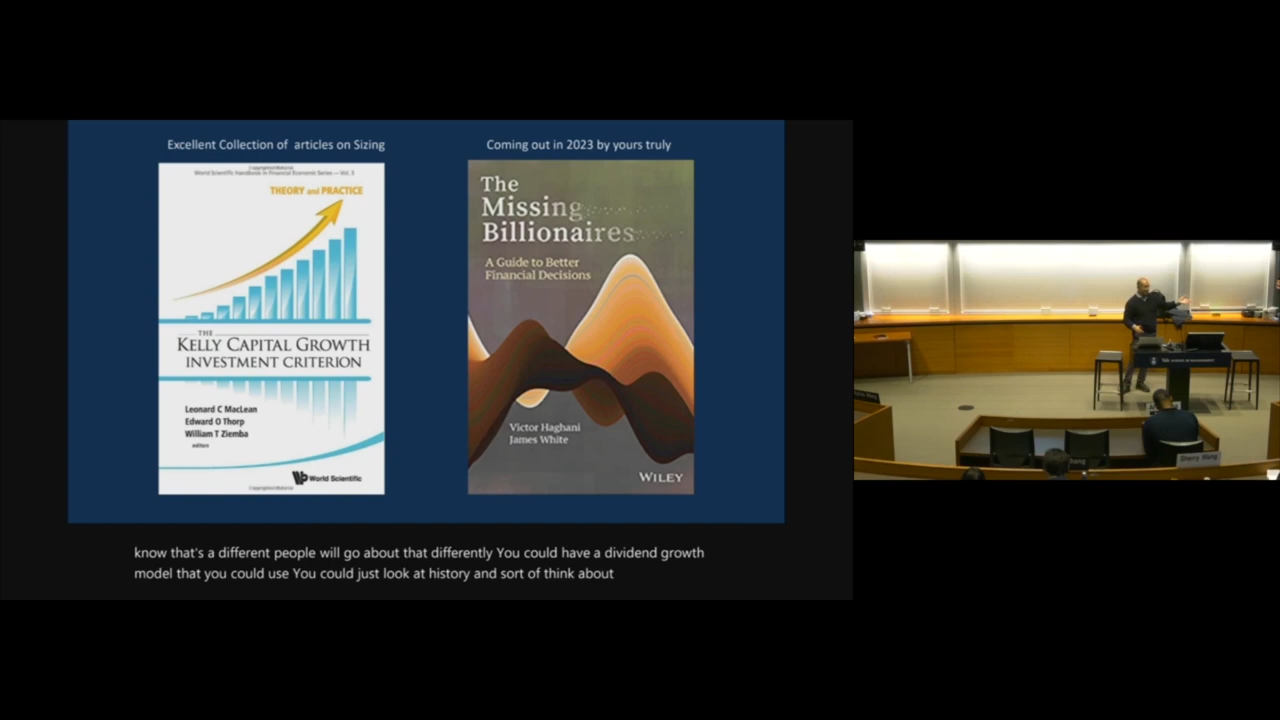 Excellent Collection of articles on Sizing
Coming out in 2023 by yours truly
World Scientific Handbook in Financial Economic Series — Vol. 3
THEORY and PRACTICE
THE
KELLY CAPITAL GROWTH
INVESTMENT CRITERION
Leonard C MacLean
Edward O Thorp
William T Ziemba
editors
World Scientific
The
Missing
Billionaires
A Guide to Better
Financial Decisions
Victor Haghani
James White
WILEY
know that's a different people will go about that differently You could have a dividend growth
model that you could use You could just look at history and sort of think about
Sherry Wang